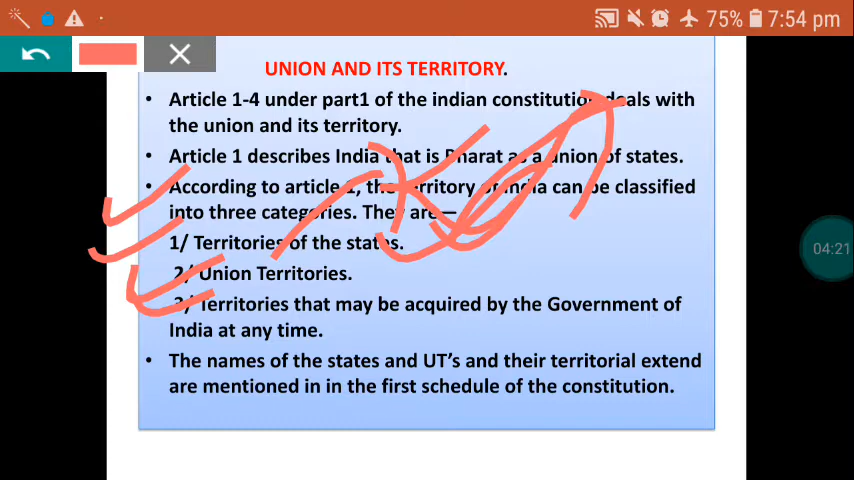 75% 7:54 pm
UNION AND ITS TERRITORY.
• Article 1-4 under part1 of the indian constitution deals with
the union and its territory.
• Article 1 describes India that is Bharat as a union of states.
• According to article 1, the territory of india can be classified
into three categories. They are—
1/ Territories of the states.
2/ Union Territories.
3/ Territories that may be acquired by the Government of
India at any time.
• The names of the states and UT’s and their territorial extend
are mentioned in in the first schedule of the constitution.
04:21